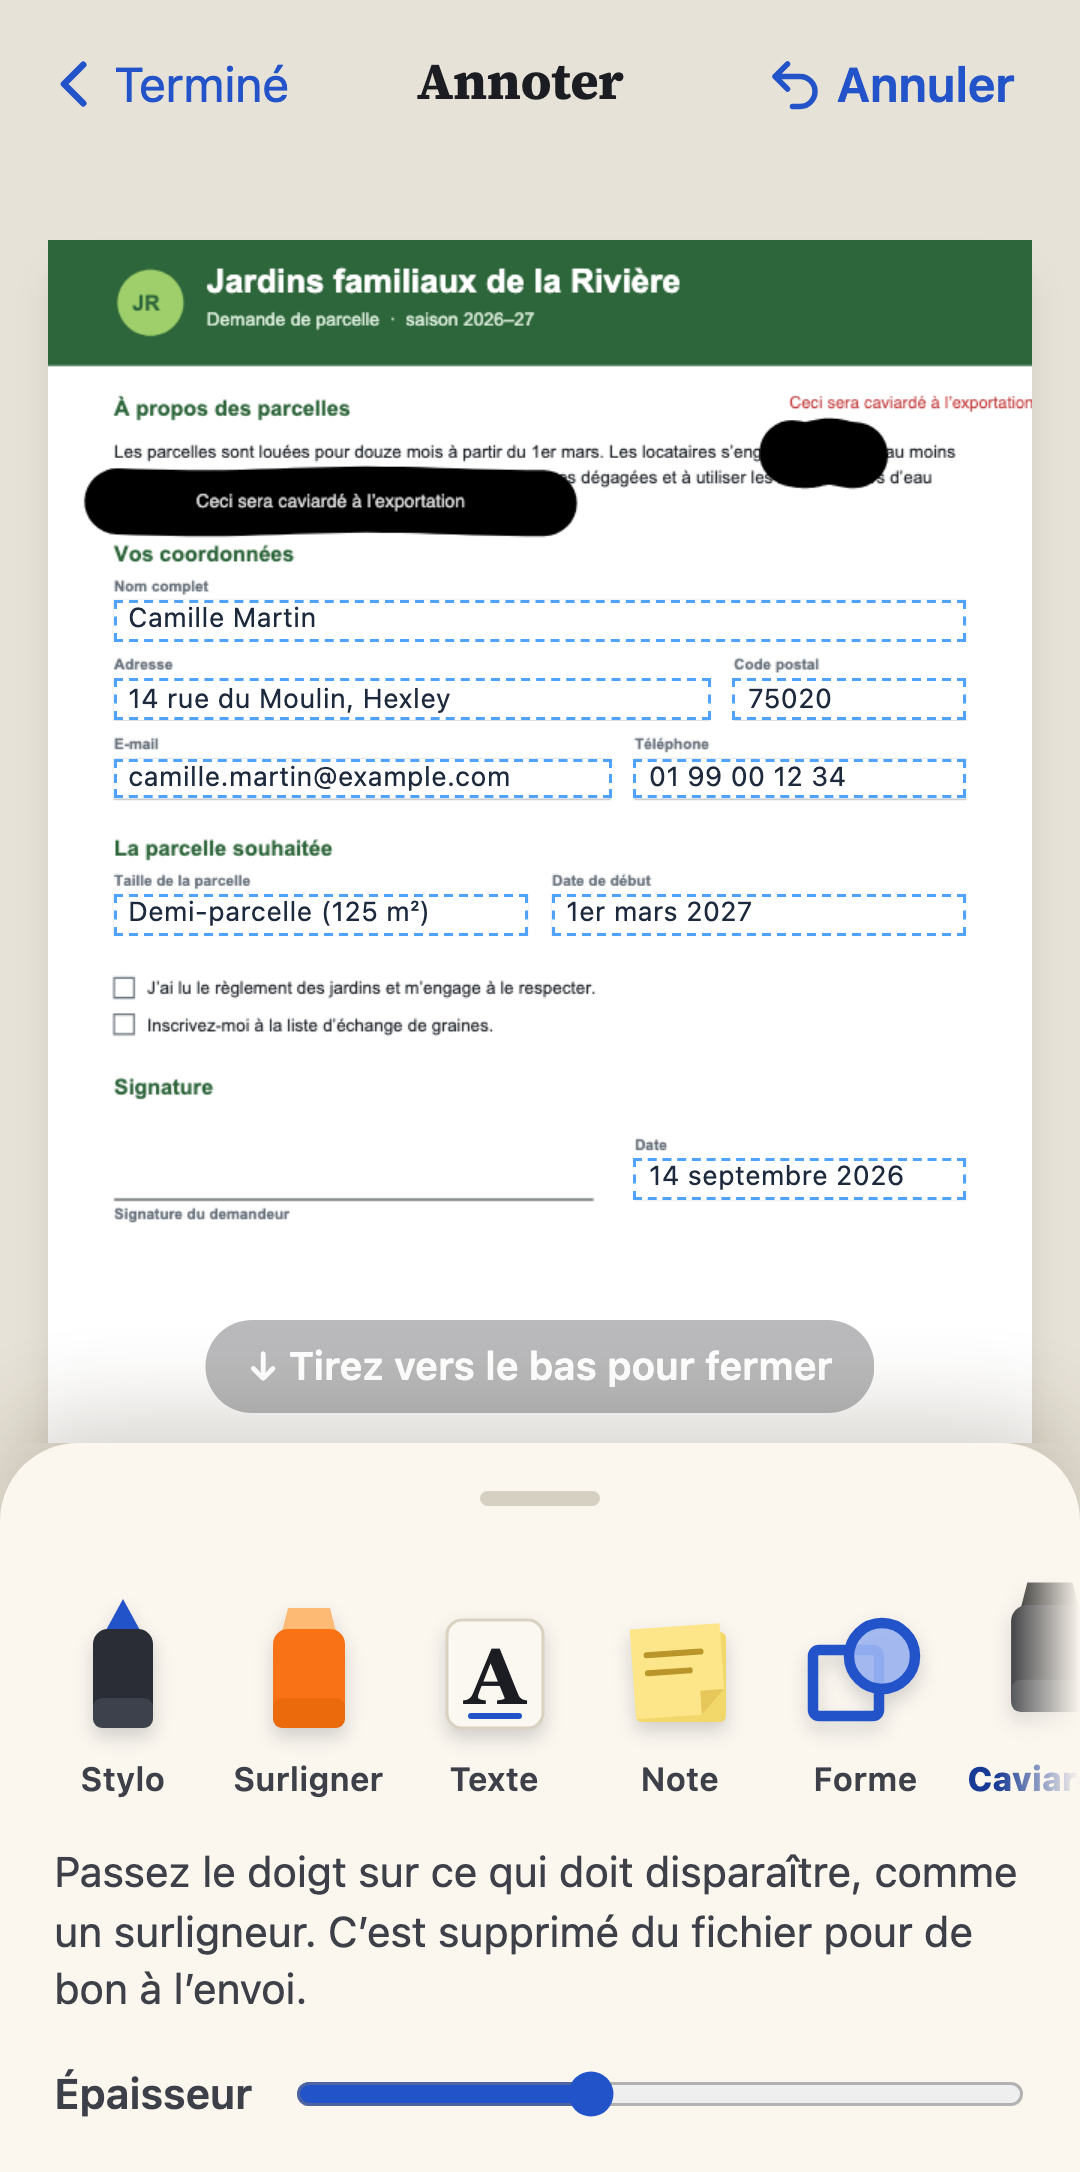 Terminé
Annoter
Annuler
JR
Jardins familiaux de la Rivière
Demande de parcelle · saison 2026–27
À propos des parcelles
Ceci sera caviardé à l'exportation
Les parcelles sont louées pour douze mois à partir du 1er mars. Les locataires s'eng au moins
s dégagées et à utiliser les s d'eau
Ceci sera caviardé à l'exportation
Vos coordonnées
Nom complet
Camille Martin
Adresse
Code postal
14 rue du Moulin, Hexley
75020
E-mail
Téléphone
camille.martin@example.com
01 99 00 12 34
La parcelle souhaitée
Taille de la parcelle
Date de début
Demi-parcelle (125 m²)
1er mars 2027
J'ai lu le règlement des jardins et m'engage à le respecter.
Inscrivez-moi à la liste d'échange de graines.
Signature
Date
14 septembre 2026
Signature du demandeur
↓ Tirez vers le bas pour fermer
A
Stylo
Surligner
Texte
Note
Forme
Caviar
Passez le doigt sur ce qui doit disparaître, comme
un surligneur. C'est supprimé du fichier pour de
bon à l'envoi.
Épaisseur